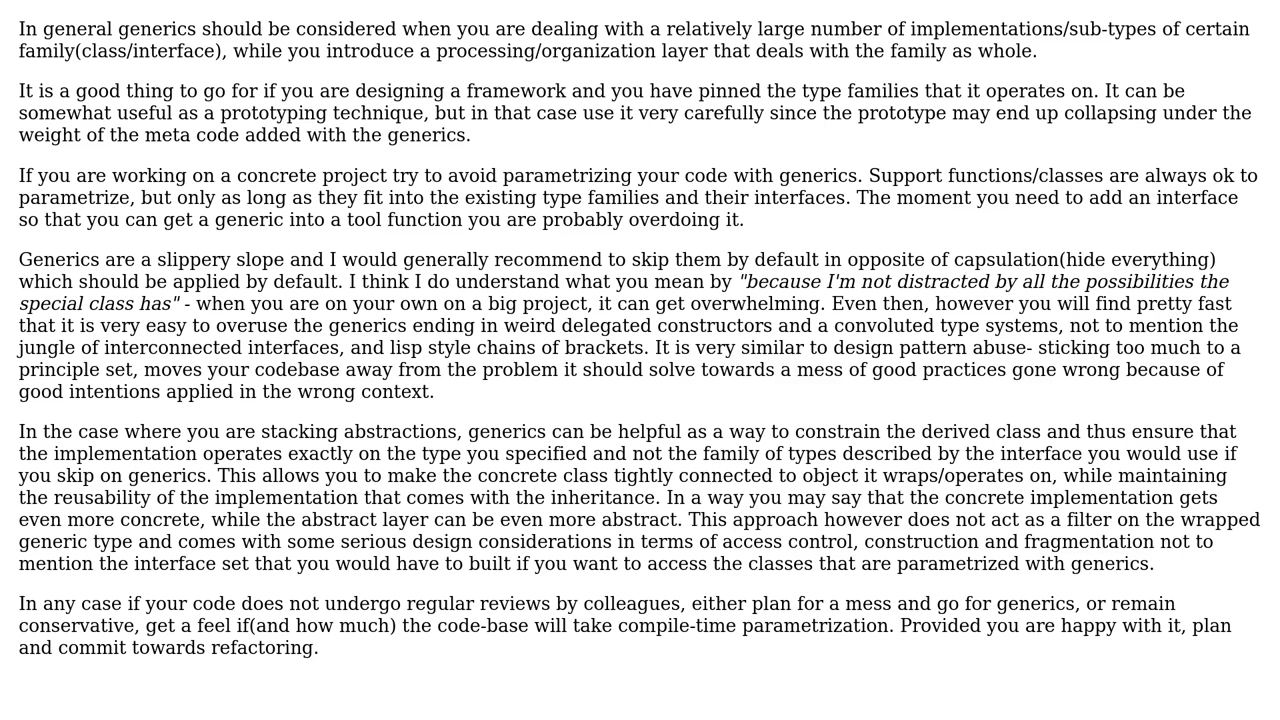 In general generics should be considered when you are dealing with a relatively large number of implementations/sub-types of certain
family(class/interface), while you introduce a processing/organization layer that deals with the family as whole.
It is a good thing to go for if you are designing a framework and you have pinned the type families that it operates on. It can be
somewhat useful as a prototyping technique, but in that case use it very carefully since the prototype may end up collapsing under the
weight of the meta code added with the generics.
If you are working on a concrete project try to avoid parametrizing your code with generics. Support functions/classes are always ok to
parametrize, but only as long as they fit into the existing type families and their interfaces. The moment you need to add an interface
so that you can get a generic into a tool function you are probably overdoing it.
Generics are a slippery slope and I would generally recommend to skip them by default in opposite of capsulation(hide everything)
which should be applied by default. I think I do understand what you mean by "because I'm not distracted by all the possibilities the
special class has" - when you are on your own on a big project, it can get overwhelming. Even then, however you will find pretty fast
that it is very easy to overuse the generics ending in weird delegated constructors and a convoluted type systems, not to mention the
jungle of interconnected interfaces, and lisp style chains of brackets. It is very similar to design pattern abuse- sticking too much to a
principle set, moves your codebase away from the problem it should solve towards a mess of good practices gone wrong because of
good intentions applied in the wrong context.
In the case where you are stacking abstractions, generics can be helpful as a way to constrain the derived class and thus ensure that
the implementation operates exactly on the type you specified and not the family of types described by the interface you would use if
you skip on generics. This allows you to make the concrete class tightly connected to object it wraps/operates on, while maintaining
the reusability of the implementation that comes with the inheritance. In a way you may say that the concrete implementation gets
even more concrete, while the abstract layer can be even more abstract. This approach however does not act as a filter on the wrapped
generic type and comes with some serious design considerations in terms of access control, construction and fragmentation not to
mention the interface set that you would have to built if you want to access the classes that are parametrized with generics.
In any case if your code does not undergo regular reviews by colleagues, either plan for a mess and go for generics, or remain
conservative, get a feel if(and how much) the code-base will take compile-time parametrization. Provided you are happy with it, plan
and commit towards refactoring.